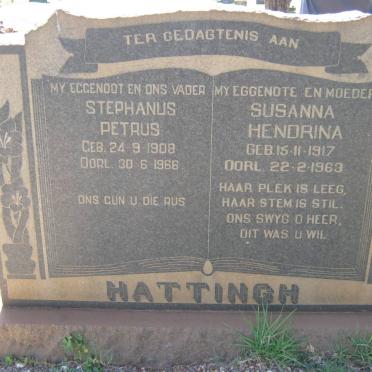 TER GEDAGTENIS AAN
MY EGGENOOT EN ONS VADER
STEPHANUS
PETRUS
GEB. 24·9·1908
OORL. 30·6·1966
ONS GUN U DIE RUS
MY EGGENOTE EN MOEDER
SUSANNA
HENDRINA
GEB. 15·11·1917
OORL. 22·2·1963
HAAR PLEK IS LEEG,
HAAR STEM IS STIL.
ONS SWYG O HEER,
DIT WAS U WIL.
HATTINGH